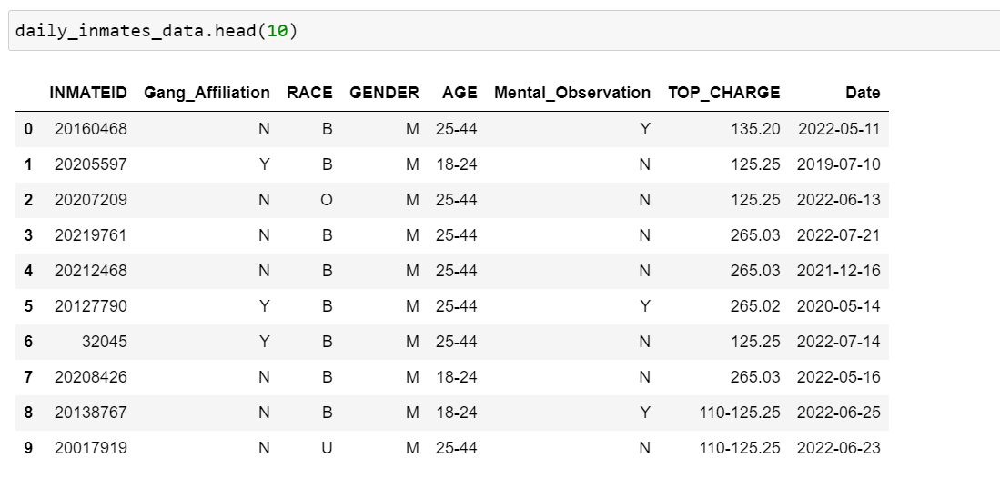 daily_inmates_data.head(10)
INMATEID Gang_Affiliation RACE GENDER AGE Mental_Observation TOP_CHARGE Date
0 20160468 N B M 25-44 Y 135.20 2022-05-11
1 20205597 Y B M 18-24 N 125.25 2019-07-10
2 20207209 N O M 25-44 N 125.25 2022-06-13
3 20219761 N B M 25-44 N 265.03 2022-07-21
4 20212468 N B M 25-44 N 265.03 2021-12-16
5 20127790 Y B M 25-44 Y 265.02 2020-05-14
6 32045 Y B M 25-44 N 125.25 2022-07-14
7 20208426 N B M 18-24 N 265.03 2022-05-16
8 20138767 N B M 18-24 Y 110-125.25 2022-06-25
9 20017919 N U M 25-44 N 110-125.25 2022-06-23